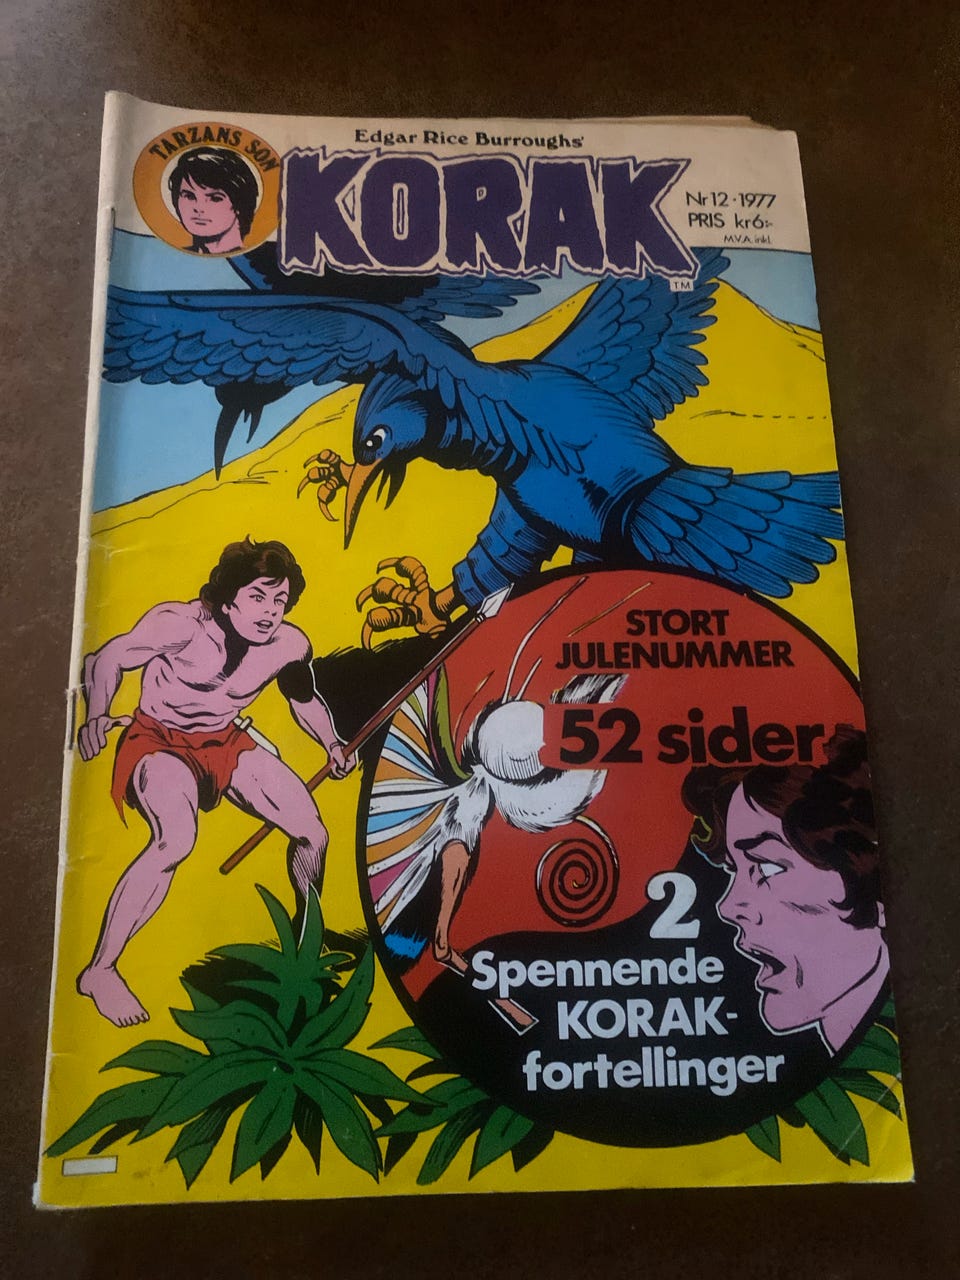 TARZANS SØN
Edgar Rice Burroughs'
KORAK
TM
Nr 12 · 1977
PRIS kr 6:-
M.V.A. inkl.
STORT
JULENUMMER
52 sider
2
Spennende
KORAK-
fortellinger